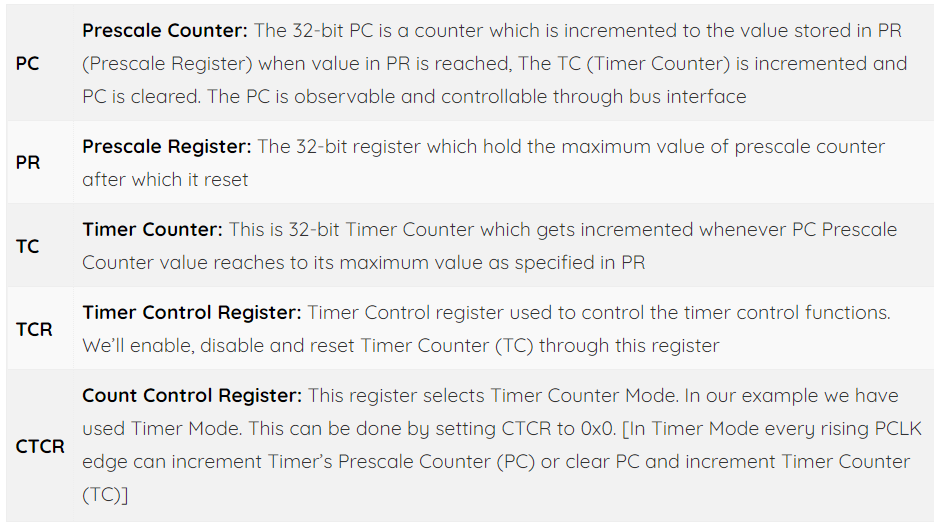 Prescale Counter: The 32-bit PC is a counter which is incremented to the value stored in PR
PC (Prescale Register) when value in PR is reached, The TC (Timer Counter) is incremented and
PC is cleared. The PC is observable and controllable through bus interface
Prescale Register: The 32-bit register which hold the maximum value of prescale counter
PR
after which it reset
Timer Counter: This is 32-bit Timer Counter which gets incremented whenever PC Prescale
TC
Counter value reaches to its maximum value as specified in PR
Timer Control Register: Timer Control register used to control the timer control functions.
TCR
We'll enable, disable and reset Timer Counter (TC) through this register
Count Control Register: This register selects Timer Counter Mode. In our example we have
used Timer Mode. This can be done by setting CTCR to 0x0. [In Timer Mode every rising PCLK
CTCR
edge can increment Timer's Prescale Counter (PC) or clear PC and increment Timer Counter
(TC)]